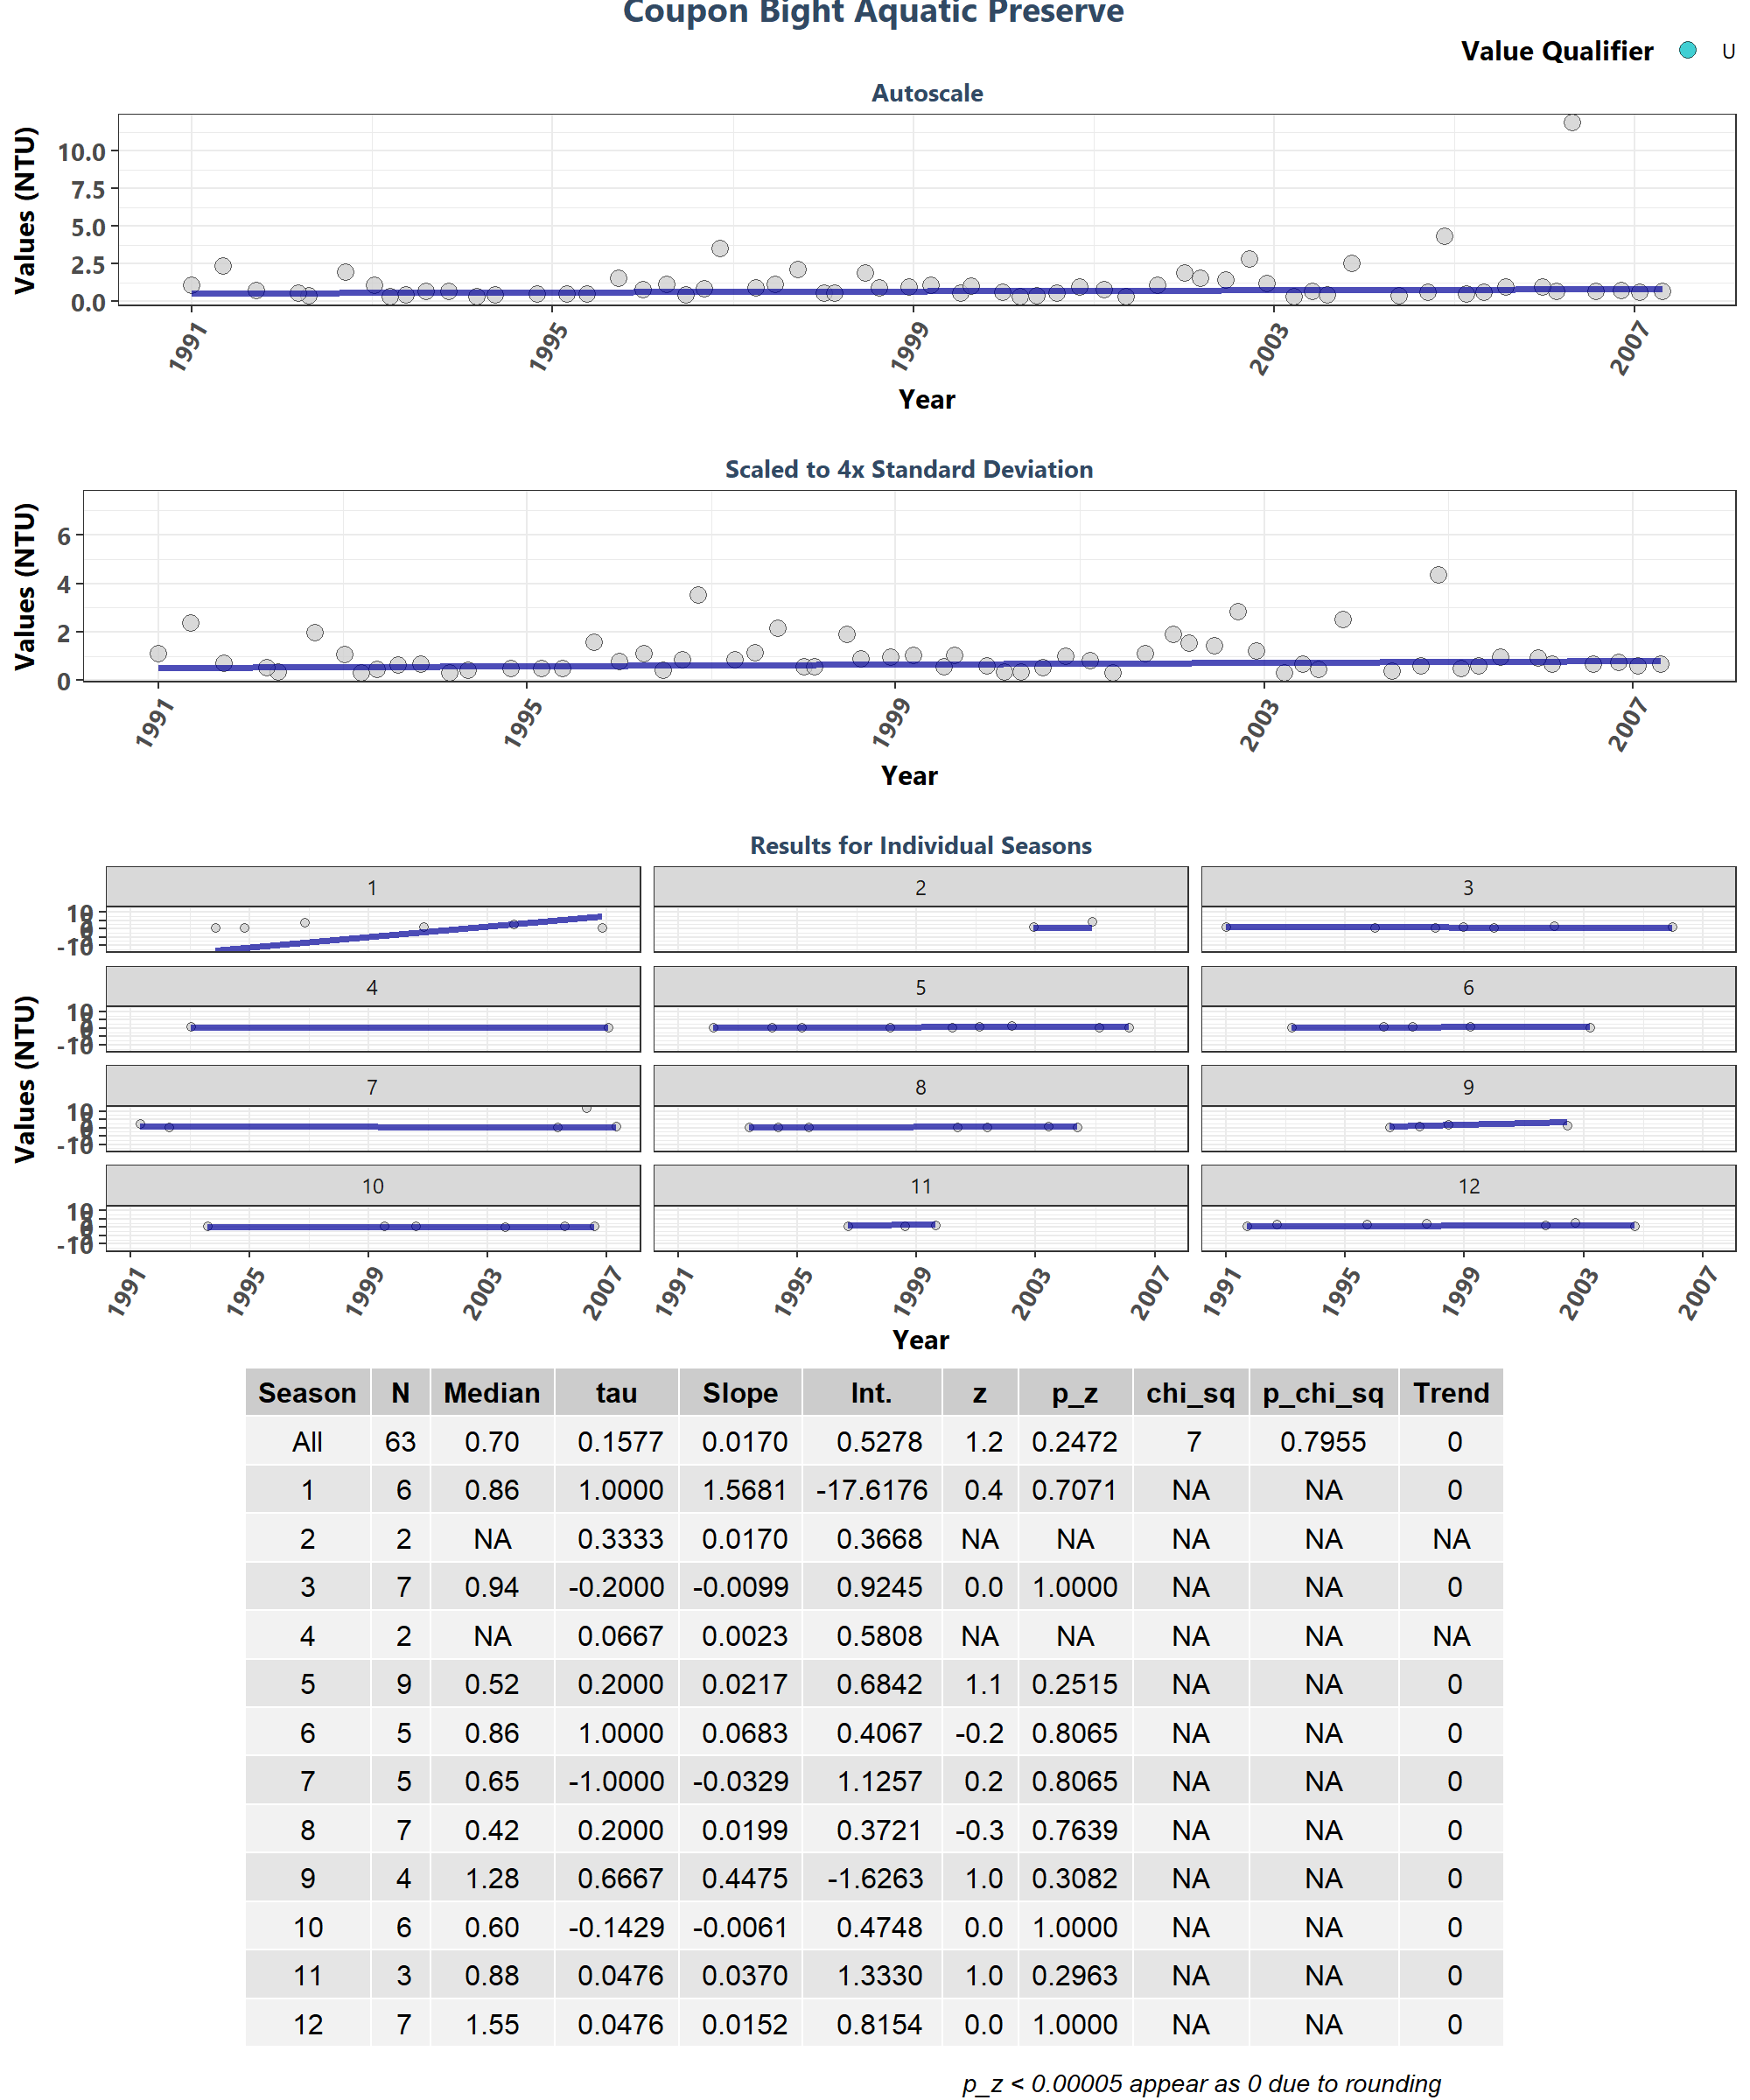 Coupon Bight Aquatic Preserve
Value Qualifier U
Autoscale
Values (NTU)
10.0
7.5
5.0
2.5
0.0
1991 1995 1999 2003 2007
Year
Scaled to 4x Standard Deviation
Values (NTU)
6
4
2
0
1991 1995 1999 2003 2007
Year
Results for Individual Seasons
Values (NTU)
1 2 3
10
-10
4 5 6
10
-10
7 8 9
10
-10
10 11 12
10
-10
1991 1995 1999 2003 2007 1991 1995 1999 2003 2007 1991 1995 1999 2003 2007
Year
Season N Median tau Slope Int. z p_z chi_sq p_chi_sq Trend
All 63 0.70 0.1577 0.0170 0.5278 1.2 0.2472 7 0.7955 0
1 6 0.86 1.0000 1.5681 -17.6176 0.4 0.7071 NA NA 0
2 2 NA 0.3333 0.0170 0.3668 NA NA NA NA NA
3 7 0.94 -0.2000 -0.0099 0.9245 0.0 1.0000 NA NA 0
4 2 NA 0.0667 0.0023 0.5808 NA NA NA NA NA
5 9 0.52 0.2000 0.0217 0.6842 1.1 0.2515 NA NA 0
6 5 0.86 1.0000 0.0683 0.4067 -0.2 0.8065 NA NA 0
7 5 0.65 -1.0000 -0.0329 1.1257 0.2 0.8065 NA NA 0
8 7 0.42 0.2000 0.0199 0.3721 -0.3 0.7639 NA NA 0
9 4 1.28 0.6667 0.4475 -1.6263 1.0 0.3082 NA NA 0
10 6 0.60 -0.1429 -0.0061 0.4748 0.0 1.0000 NA NA 0
11 3 0.88 0.0476 0.0370 1.3330 1.0 0.2963 NA NA 0
12 7 1.55 0.0476 0.0152 0.8154 0.0 1.0000 NA NA 0
p_z < 0.00005 appear as 0 due to rounding